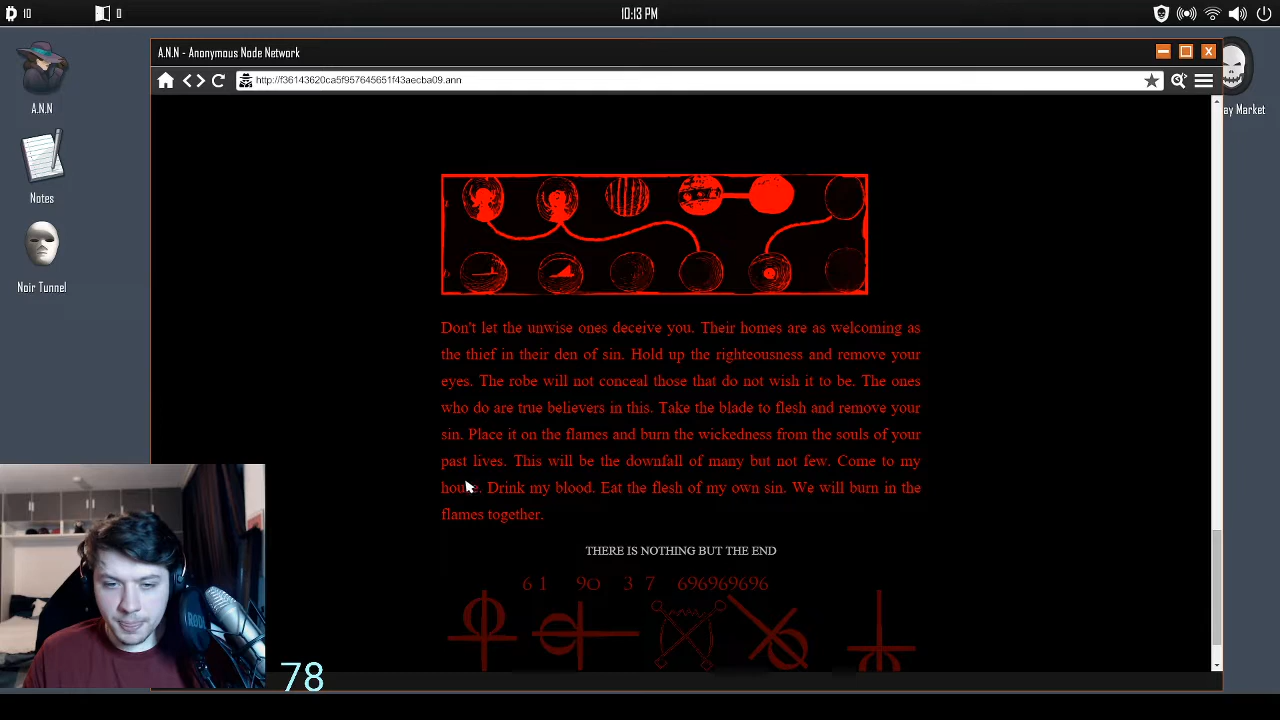 10
0
10:13 PM
A.N.N - Anonymous Node Network
http://f36143620ca5f957645651f43aecba09.ann
A.N.N
ay Market
Notes
Noir Tunnel
Don't let the unwise ones deceive you. Their homes are as welcoming as
the thief in their den of sin. Hold up the righteousness and remove your
eyes. The robe will not conceal those that do not wish it to be. The ones
who do are true believers in this. Take the blade to flesh and remove your
sin. Place it on the flames and burn the wickedness from the souls of your
past lives. This will be the downfall of many but not few. Come to my
house. Drink my blood. Eat the flesh of my own sin. We will burn in the
flames together.
THERE IS NOTHING BUT THE END
6 1 90 3 7 696969696
RODE
78